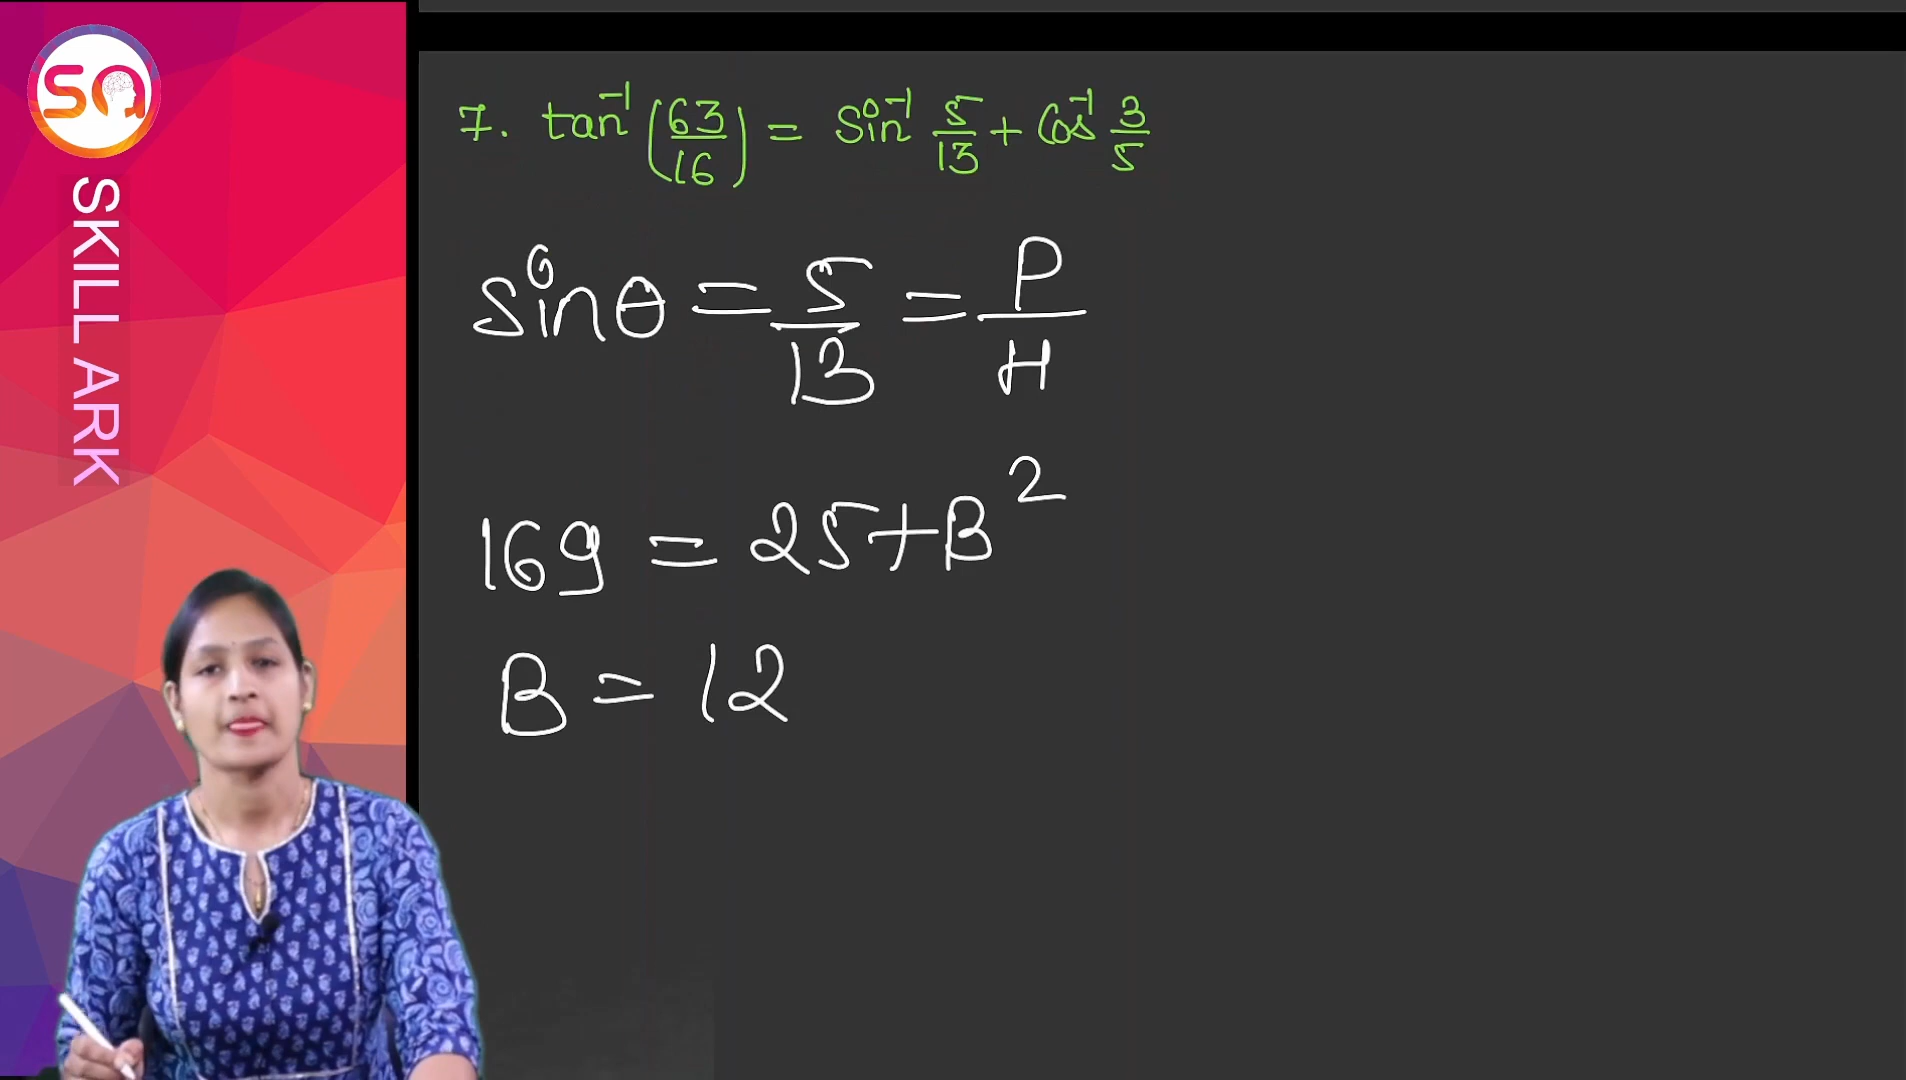 SA
SKILL ARK
7. tan⁻¹ (63/16) = sin⁻¹ 5/13 + Cos⁻¹ 3/5
sinθ = 5/13 = P/H
169 = 25+B²
B = 12